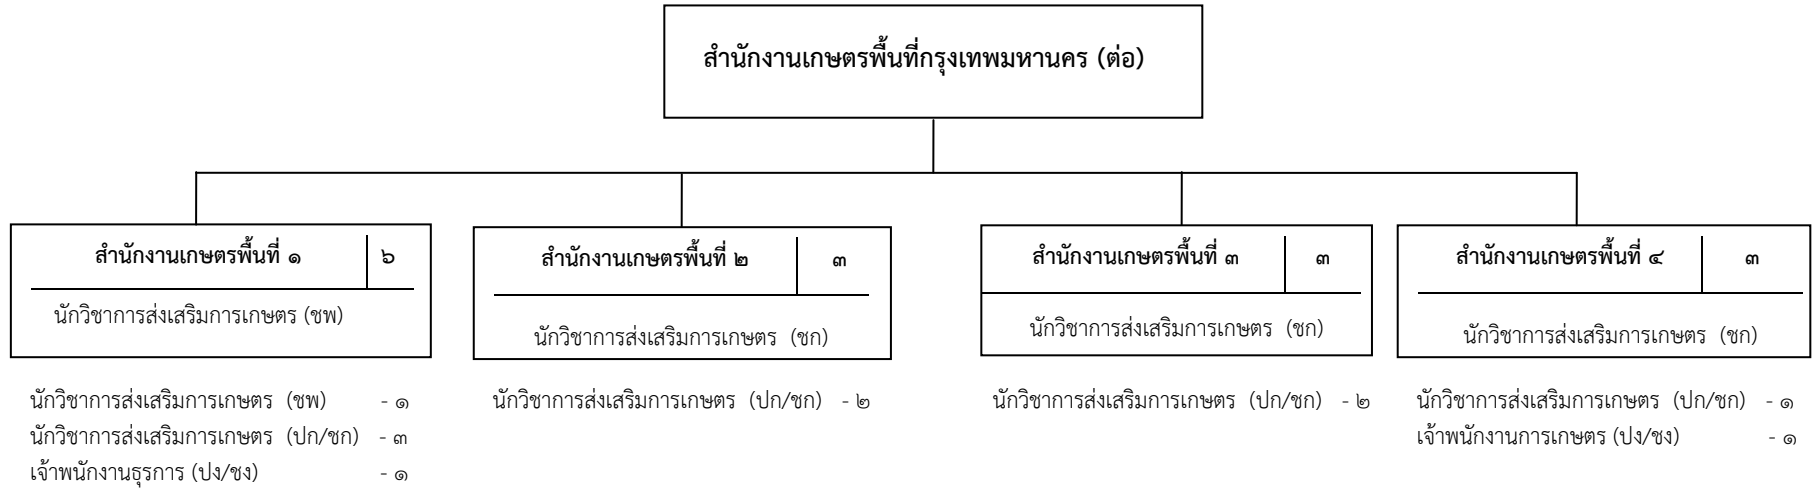 สำนักงานเกษตรพื้นที่กรุงเทพมหานคร (ต่อ)
สำนักงานเกษตรพื้นที่ ๑ ๖
นักวิชาการส่งเสริมการเกษตร (ชพ)
นักวิชาการส่งเสริมการเกษตร (ชพ) - ๑
นักวิชาการส่งเสริมการเกษตร (ปก/ชก) - ๓
เจ้าพนักงานธุรการ (ปง/ชง) - ๑
สำนักงานเกษตรพื้นที่ ๒ ๓
นักวิชาการส่งเสริมการเกษตร (ชก)
นักวิชาการส่งเสริมการเกษตร (ปก/ชก) - ๒
สำนักงานเกษตรพื้นที่ ๓ ๓
นักวิชาการส่งเสริมการเกษตร (ชก)
นักวิชาการส่งเสริมการเกษตร (ปก/ชก) - ๒
สำนักงานเกษตรพื้นที่ ๔ ๓
นักวิชาการส่งเสริมการเกษตร (ชก)
นักวิชาการส่งเสริมการเกษตร (ปก/ชก) - ๑
เจ้าพนักงานการเกษตร (ปง/ชง) - ๑